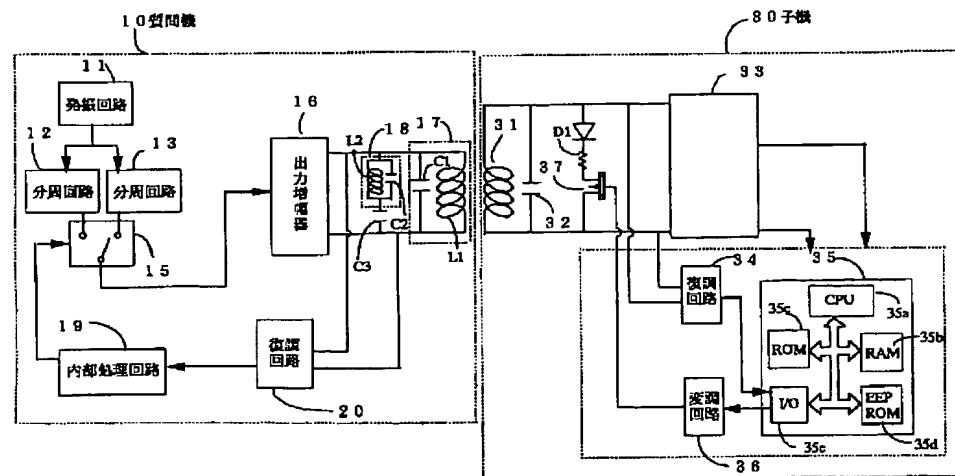 10質問機
11
発振回路
12
13
分周回路
分周回路
15
19
内部処理回路
16
出力増幅器
L2
18
17
C1
C2
C3
L1
復調
回路
20
80子機
31
32
D1
37
93
34
復調
回路
35
CPU
35a
35c
ROM
RAM
35b
変調
回路
36
I/O
35e
EEP
ROM
35d